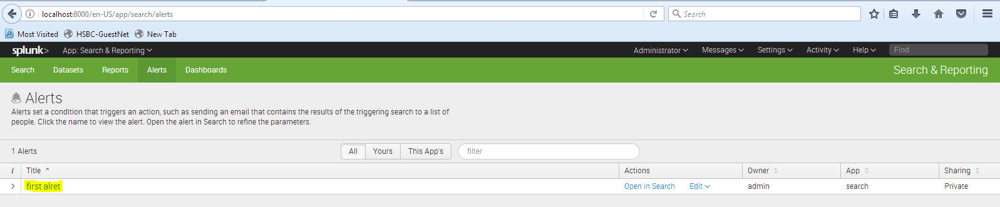 localhost:8000/en-US/app/search/alerts
Search
Most Visited HSBC-GuestNet New Tab
splunk> App: Search & Reporting Administrator Messages Settings Activity Help Find
Search Datasets Reports Alerts Dashboards Search & Reporting
Alerts
Alerts set a condition that triggers an action, such as sending an email that contains the results of the triggering search to a list of
people. Click the name to view the alert. Open the alert in Search to refine the parameters.
1 Alerts All Yours This App's filter
i Title Actions Owner App Sharing
first alret Open in Search Edit admin search Private